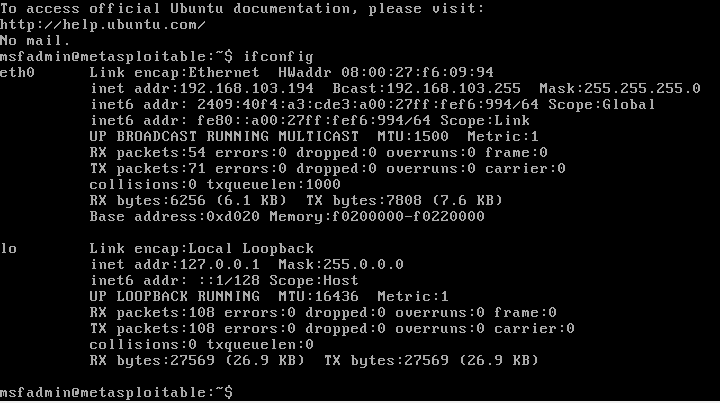 To access official Ubuntu documentation, please visit:
http://help.ubuntu.com/
No mail.
msfadmin@metasploitable:~$ ifconfig
eth0      Link encap:Ethernet  HWaddr 08:00:27:f6:09:94
          inet addr:192.168.103.194  Bcast:192.168.103.255  Mask:255.255.255.0
          inet6 addr: 2409:40f4:a3:cde3:a00:27ff:fef6:994/64 Scope:Global
          inet6 addr: fe80::a00:27ff:fef6:994/64 Scope:Link
          UP BROADCAST RUNNING MULTICAST  MTU:1500  Metric:1
          RX packets:54 errors:0 dropped:0 overruns:0 frame:0
          TX packets:71 errors:0 dropped:0 overruns:0 carrier:0
          collisions:0 txqueuelen:1000
          RX bytes:6256 (6.1 KB)  TX bytes:7808 (7.6 KB)
          Base address:0xd020 Memory:f0200000-f0220000
lo        Link encap:Local Loopback
          inet addr:127.0.0.1  Mask:255.0.0.0
          inet6 addr: ::1/128 Scope:Host
          UP LOOPBACK RUNNING  MTU:16436  Metric:1
          RX packets:108 errors:0 dropped:0 overruns:0 frame:0
          TX packets:108 errors:0 dropped:0 overruns:0 carrier:0
          collisions:0 txqueuelen:0
          RX bytes:27569 (26.9 KB)  TX bytes:27569 (26.9 KB)
msfadmin@metasploitable:~$